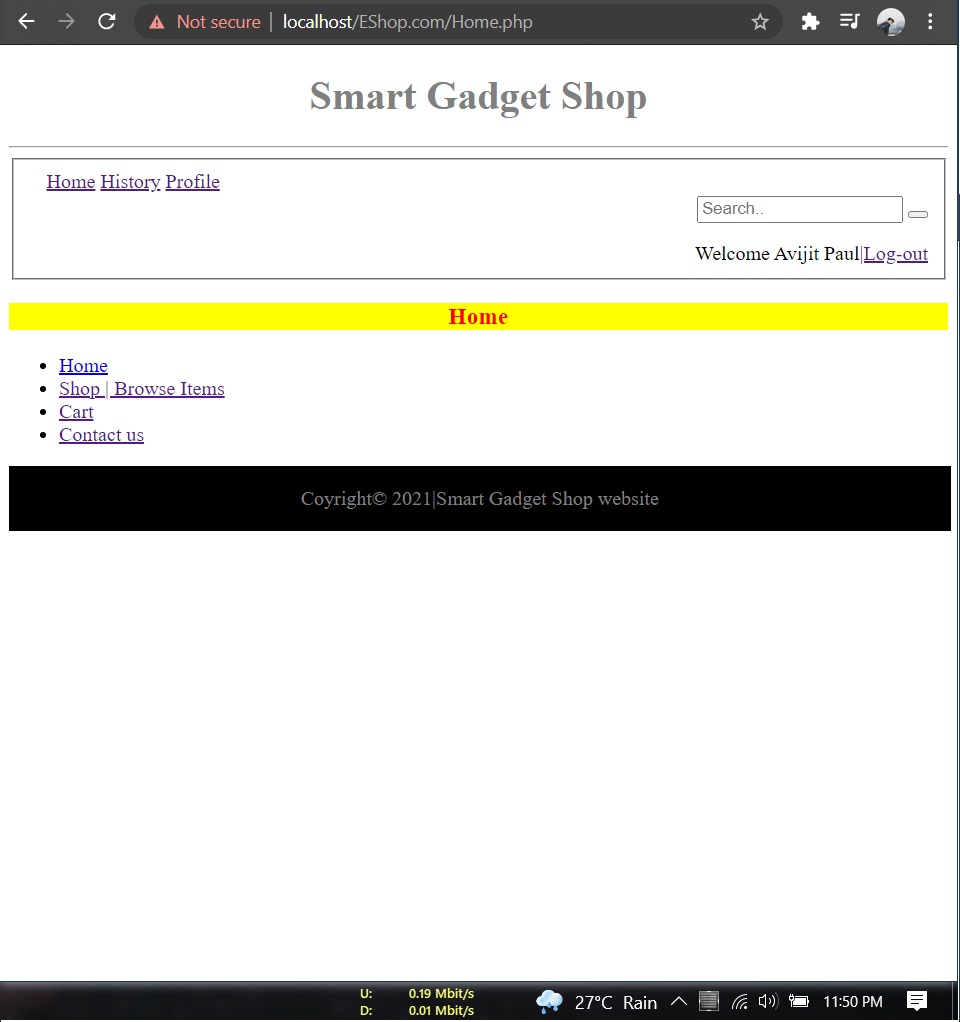 Not secure | localhost/EShop.com/Home.php
Smart Gadget Shop
Home History Profile
Search..
Welcome Avijit Paul|Log-out
Home
Home
Shop | Browse Items
Cart
Contact us
Coyright© 2021|Smart Gadget Shop website
U: 0.19 Mbit/s
D: 0.01 Mbit/s
27°C Rain
11:50 PM